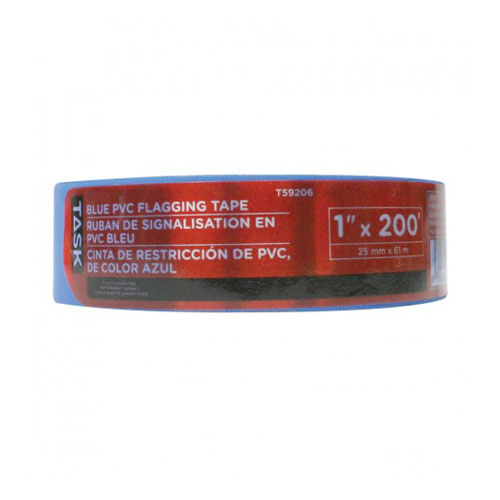 TASK
T59206
BLUE PVC FLAGGING TAPE
RUBAN DE SIGNALISATION EN
PVC BLEU
CINTA DE RESTRICCIÓN DE PVC,
DE COLOR AZUL
1" x 200'
25 mm x 61 m